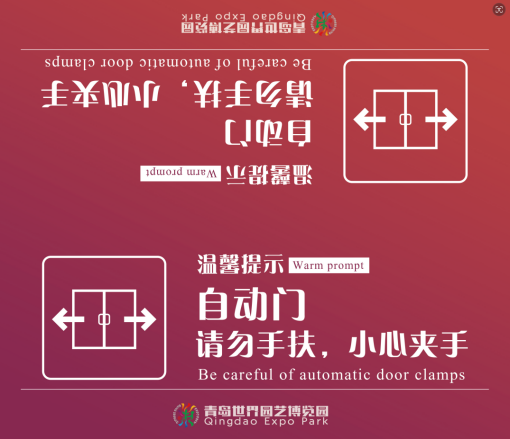 青岛世界园艺博览园
Qingdao Expo Park
Be careful of automatic door clamps
请勿手扶，小心夹手
自动门
温馨提示 Warm prompt
温馨提示 Warm prompt
自动门
请勿手扶，小心夹手
Be careful of automatic door clamps
青岛世界园艺博览园
Qingdao Expo Park